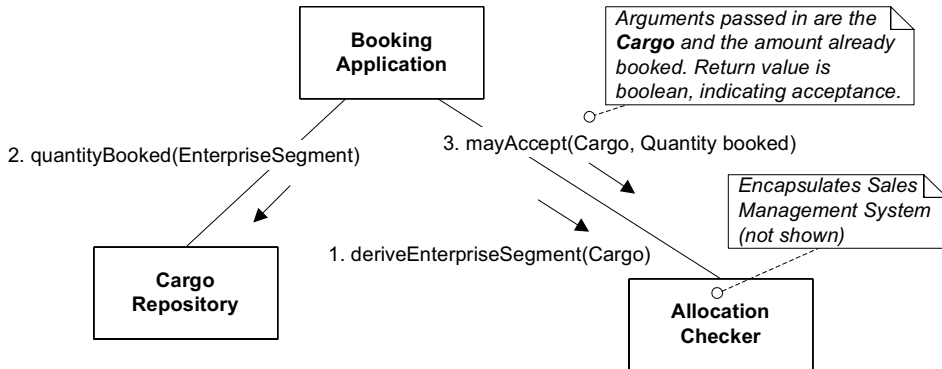 Booking
Application
Arguments passed in are the
Cargo and the amount already
booked. Return value is
boolean, indicating acceptance.
2. quantityBooked(EnterpriseSegment)
3. mayAccept(Cargo, Quantity booked)
Encapsulates Sales
Management System
(not shown)
1. deriveEnterpriseSegment(Cargo)
Cargo
Repository
Allocation
Checker